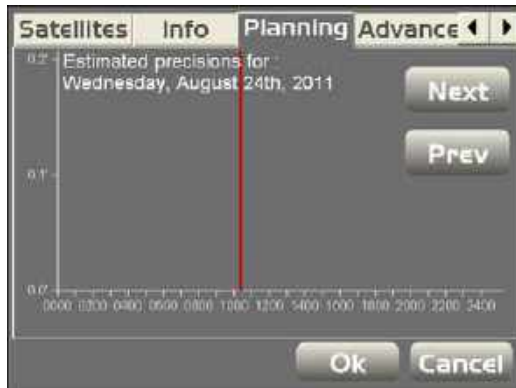 Satellites Info Planning Advance
0.2'
Estimated precisions for :
Wednesday, August 24th, 2011
Next
Prev
0.1'
0.0'
0000 0200 0400 0600 0800 1000 1200 1400 1600 1800 2000 2200 2400
Ok Cancel